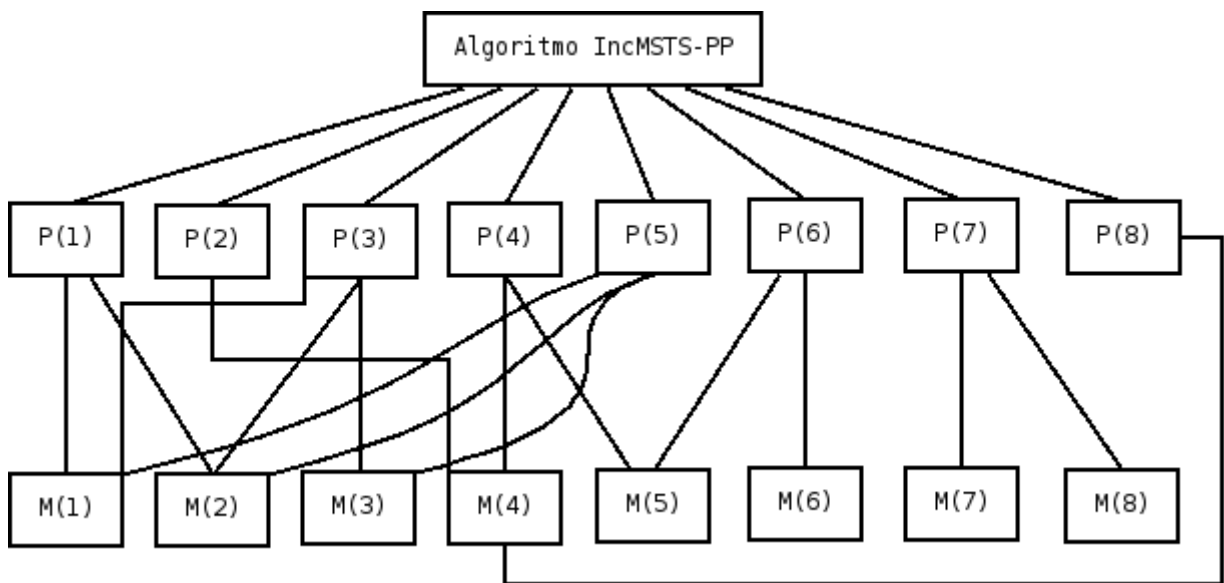 Algoritmo IncMSTS-PP
P(1) P(2) P(3) P(4) P(5) P(6) P(7) P(8)
M(1) M(2) M(3) M(4) M(5) M(6) M(7) M(8)